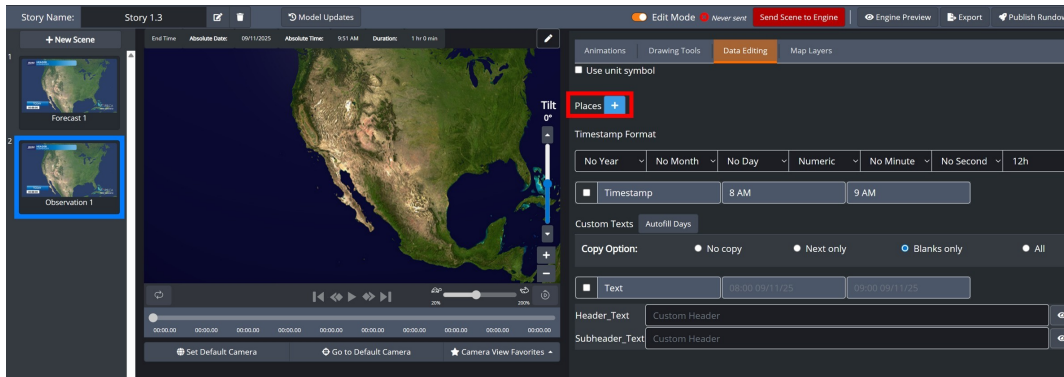 Story Name: Story 1.3 Model Updates Edit Mode Never sent Send Scene to Engine Engine Preview Export Publish Rundow
+ New Scene
End Time Absolute Date: 09/11/2025 Absolute Time: 9:51 AM Duration: 1 hr 0 min
1
Forecast 1
2
Observation 1
Tilt
0°
+
−
20% 200%
00:00.00 00:00.00 00:00.00 00:00.00 00:00.00 00:00.00 00:00.00 00:00.00 00:00.00 00:00.00
Set Default Camera Go to Default Camera Camera View Favorites
Animations Drawing Tools Data Editing Map Layers
Use unit symbol
Places +
Timestamp Format
No Year No Month No Day Numeric No Minute No Second 12h
Timestamp 8 AM 9 AM
Custom Texts Autofill Days
Copy Option: No copy Next only Blanks only All
Text 08:00 09/11/25 09:00 09/11/25
Header_Text Custom Header
Subheader_Text Custom Header